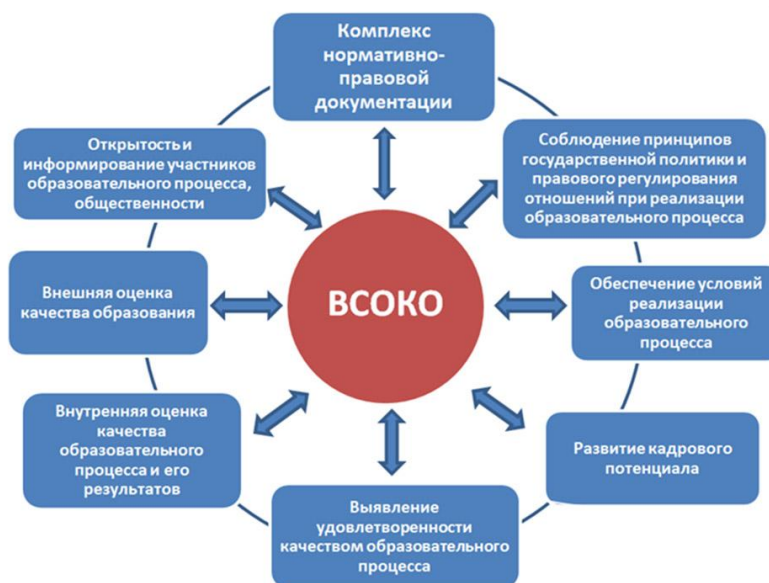 Комплекс
нормативно-
правовой
документации
Соблюдение принципов
государственной политики и
правового регулирования
отношений при реализации
образовательного процесса
Обеспечение условий
реализации
образовательного
процесса
Развитие кадрового
потенциала
Выявление
удовлетворенности
качеством образовательного
процесса
Внутренняя оценка
качества
образовательного
процесса и его
результатов
Внешняя оценка
качества образования
Открытость и
информирование участников
образовательного процесса,
общественности
ВСОКО